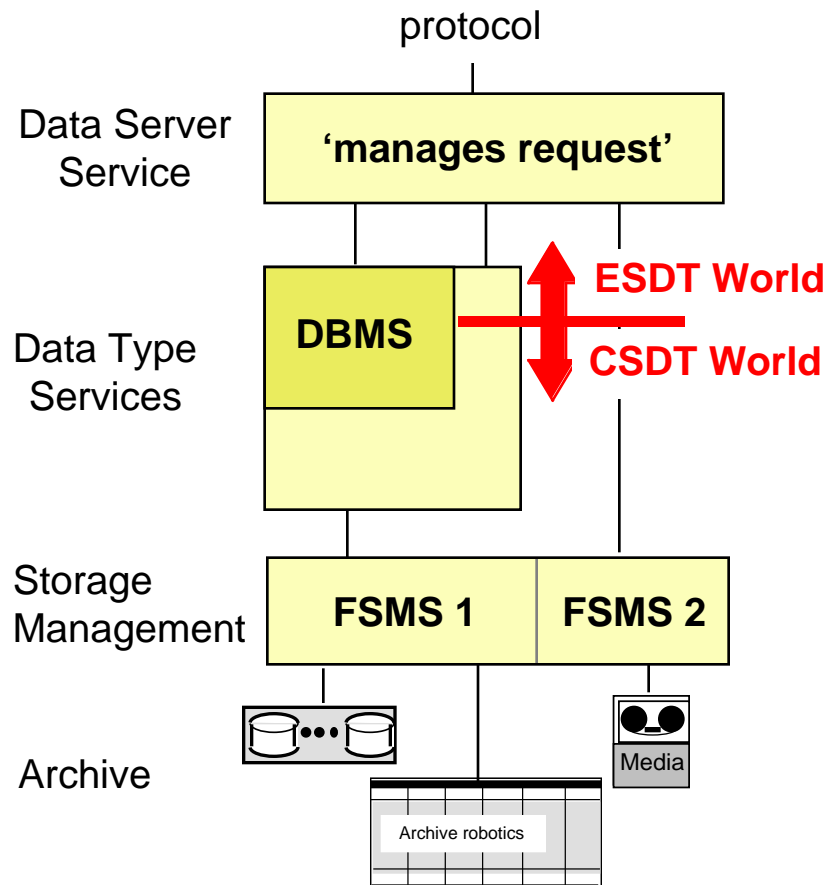 protocol
Data Server
Service
‘manages request’
ESDT World
DBMS
CSDT World
Data Type
Services
Storage
Management
FSMS 1
FSMS 2
Archive
Media
Archive robotics